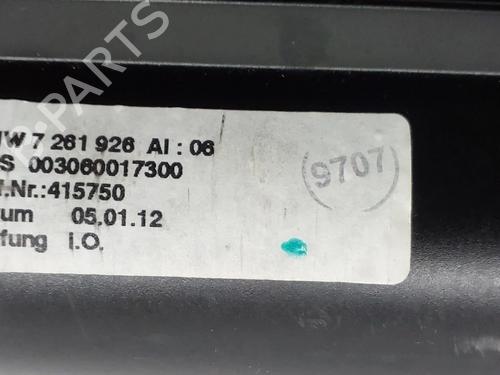 B-PARTS
W 7 261 926 AI : 06
S 003060017300
f.Nr.:415750
um 05.01.12
fung i.O.
9707